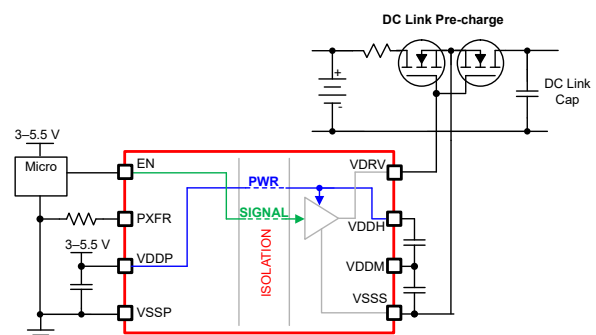 DC Link Pre-charge
+
-
DC Link
Cap
3–5.5 V
Micro
EN
VDRV
PWR
PXFR
SIGNAL
VDDH
3–5.5 V
ISOLATION
VDDP
VDDM
VSSP
VSSS